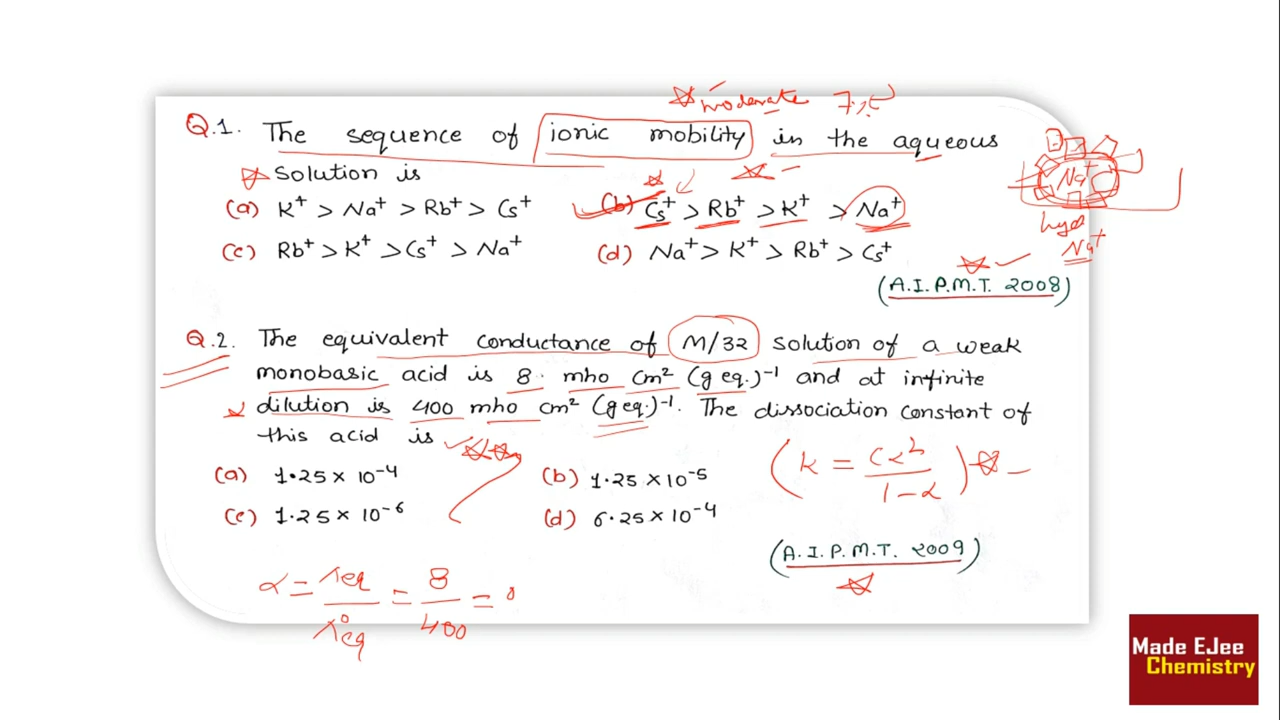 moderate
Q.1. The sequence of ionic mobility in the aqueous
Solution is
(a) K⁺ > Na⁺ > Rb⁺ > Cs⁺ (b) Cs⁺ > Rb⁺ > K⁺ > Na⁺
(c) Rb⁺ > K⁺ > Cs⁺ > Na⁺ (d) Na⁺ > K⁺ > Rb⁺ > Cs⁺
Na⁺
Na⁺
(A.I.P.M.T. 2008)
Q.2. The equivalent conductance of M/32 solution of a weak
monobasic acid is 8 mho cm² (g eq.)⁻¹ and at infinite
dilution is 400 mho cm² (g eq.)⁻¹. The dissociation constant of
this acid is
(a) 1.25 × 10⁻⁴ (b) 1.25 × 10⁻⁵
(c) 1.25 × 10⁻⁶ (d) 6.25 × 10⁻⁴
(K = Cα²/1-α)
(A.I.P.M.T. 2009)
α = λeq/λ°eq = 8/400 =
Made EJee
Chemistry